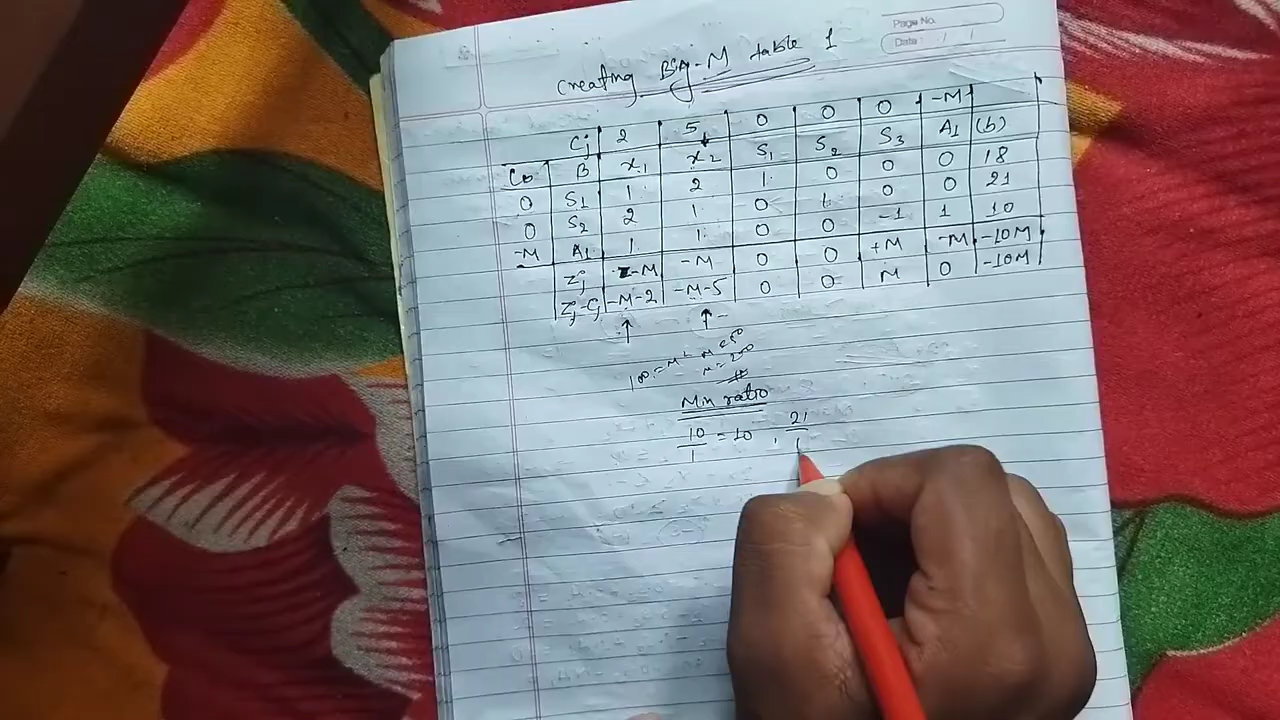 Page No.
Date / /
Creating Big-M table 1
Cj 2 5 0 0 0 -M
CB B x1 x2 S1 S2 S3 A1 (b)
0 S1 1 2 1 0 0 0 18
0 S2 2 1 0 1 0 0 21
-M A1 1 1 0 0 -1 1 10
Zj -M -M 0 0 +M -M -10M
Zj-Cj -M-2 -M-5 0 0 M 0 -10M
Min ratio
10/1 = 10 , 21/1